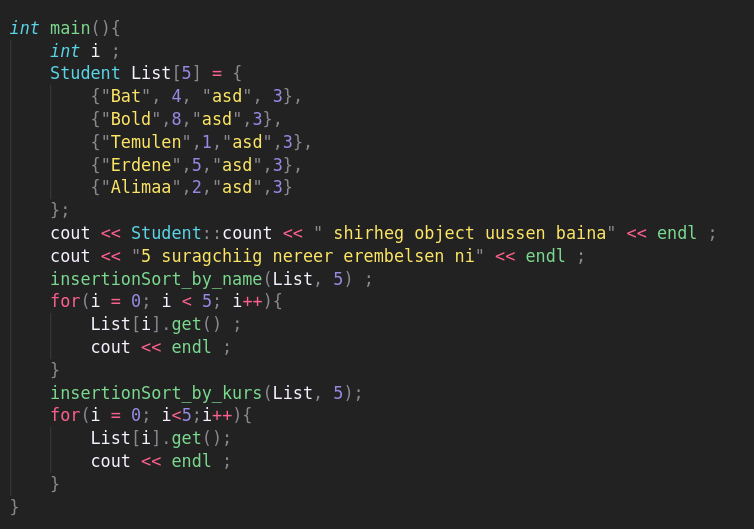 int main(){
    int i ;
    Student List[5] = {
        {"Bat", 4, "asd", 3},
        {"Bold",8,"asd",3},
        {"Temulen",1,"asd",3},
        {"Erdene",5,"asd",3},
        {"Alimaa",2,"asd",3}
    };
    cout << Student::count << " shirheg object uussen baina" << endl ;
    cout << "5 suragchiig nereer erembelsen ni" << endl ;
    insertionSort_by_name(List, 5) ;
    for(i = 0; i < 5; i++){
        List[i].get() ;
        cout << endl ;
    }
    insertionSort_by_kurs(List, 5);
    for(i = 0; i<5;i++){
        List[i].get();
        cout << endl ;
    }
}